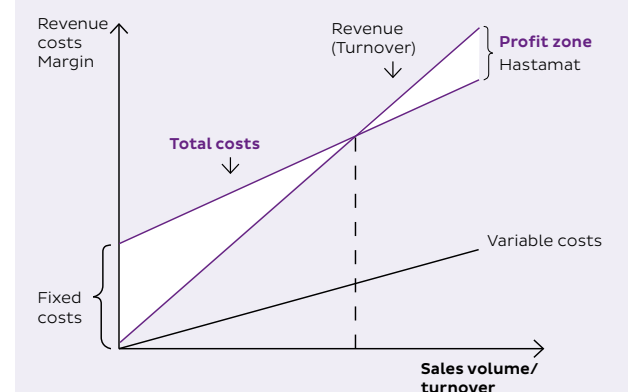 Revenue
costs
Margin
Revenue
(Turnover)
Profit zone
Hastamat
Total costs
Variable costs
Fixed
costs
Sales volume/
turnover